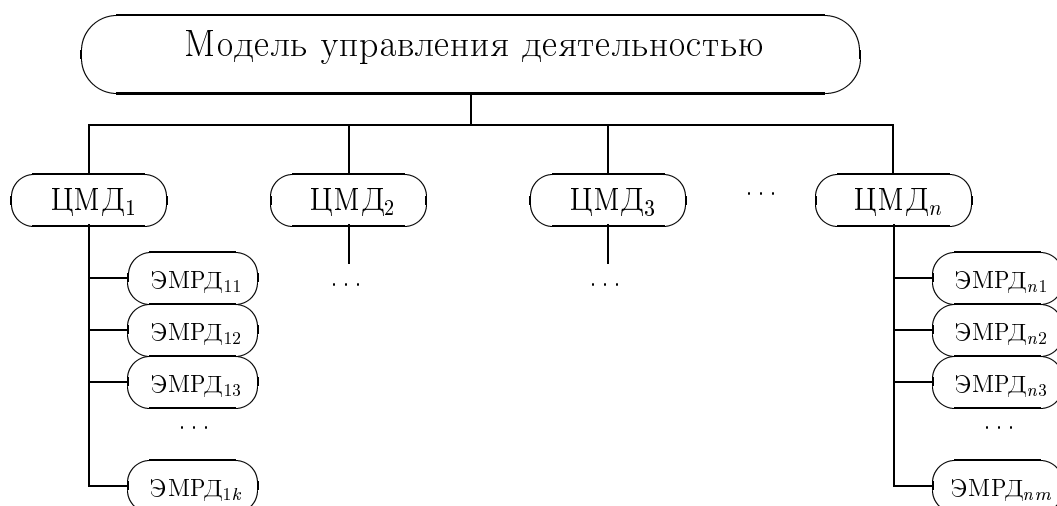 Модель управления деятельностью
ЦМД₁ ЦМД₂ ЦМД₃ ... ЦМДₙ
ЭМРД₁₁ ... ... ЭМРДₙ₁
ЭМРД₁₂ ЭМРДₙ₂
ЭМРД₁₃ ЭМРДₙ₃
... ...
ЭМРД₁ₖ ЭМРДₙₘ